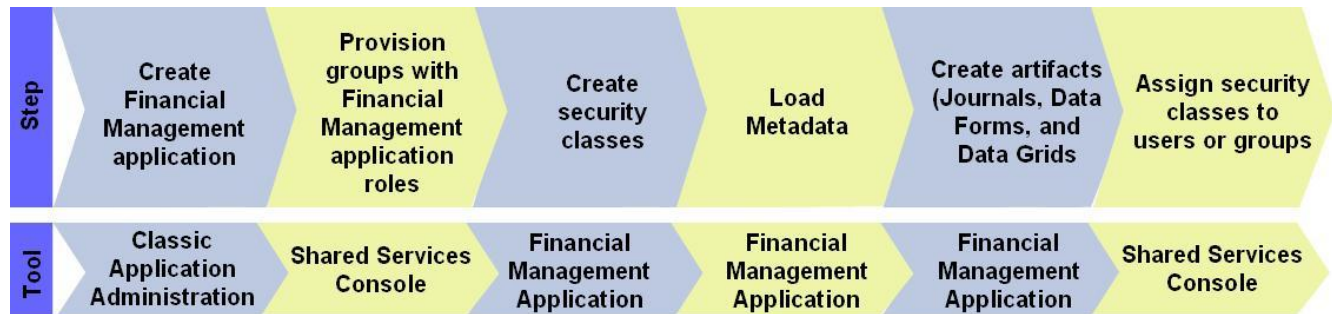 Step
Create
Financial
Management
application
Provision
groups with
Financial
Management
application
roles
Create
security
classes
Load
Metadata
Create artifacts
(Journals, Data
Forms, and
Data Grids
Assign security
classes to
users or groups
Tool
Classic
Application
Administration
Shared Services
Console
Financial
Management
Application
Financial
Management
Application
Financial
Management
Application
Shared Services
Console